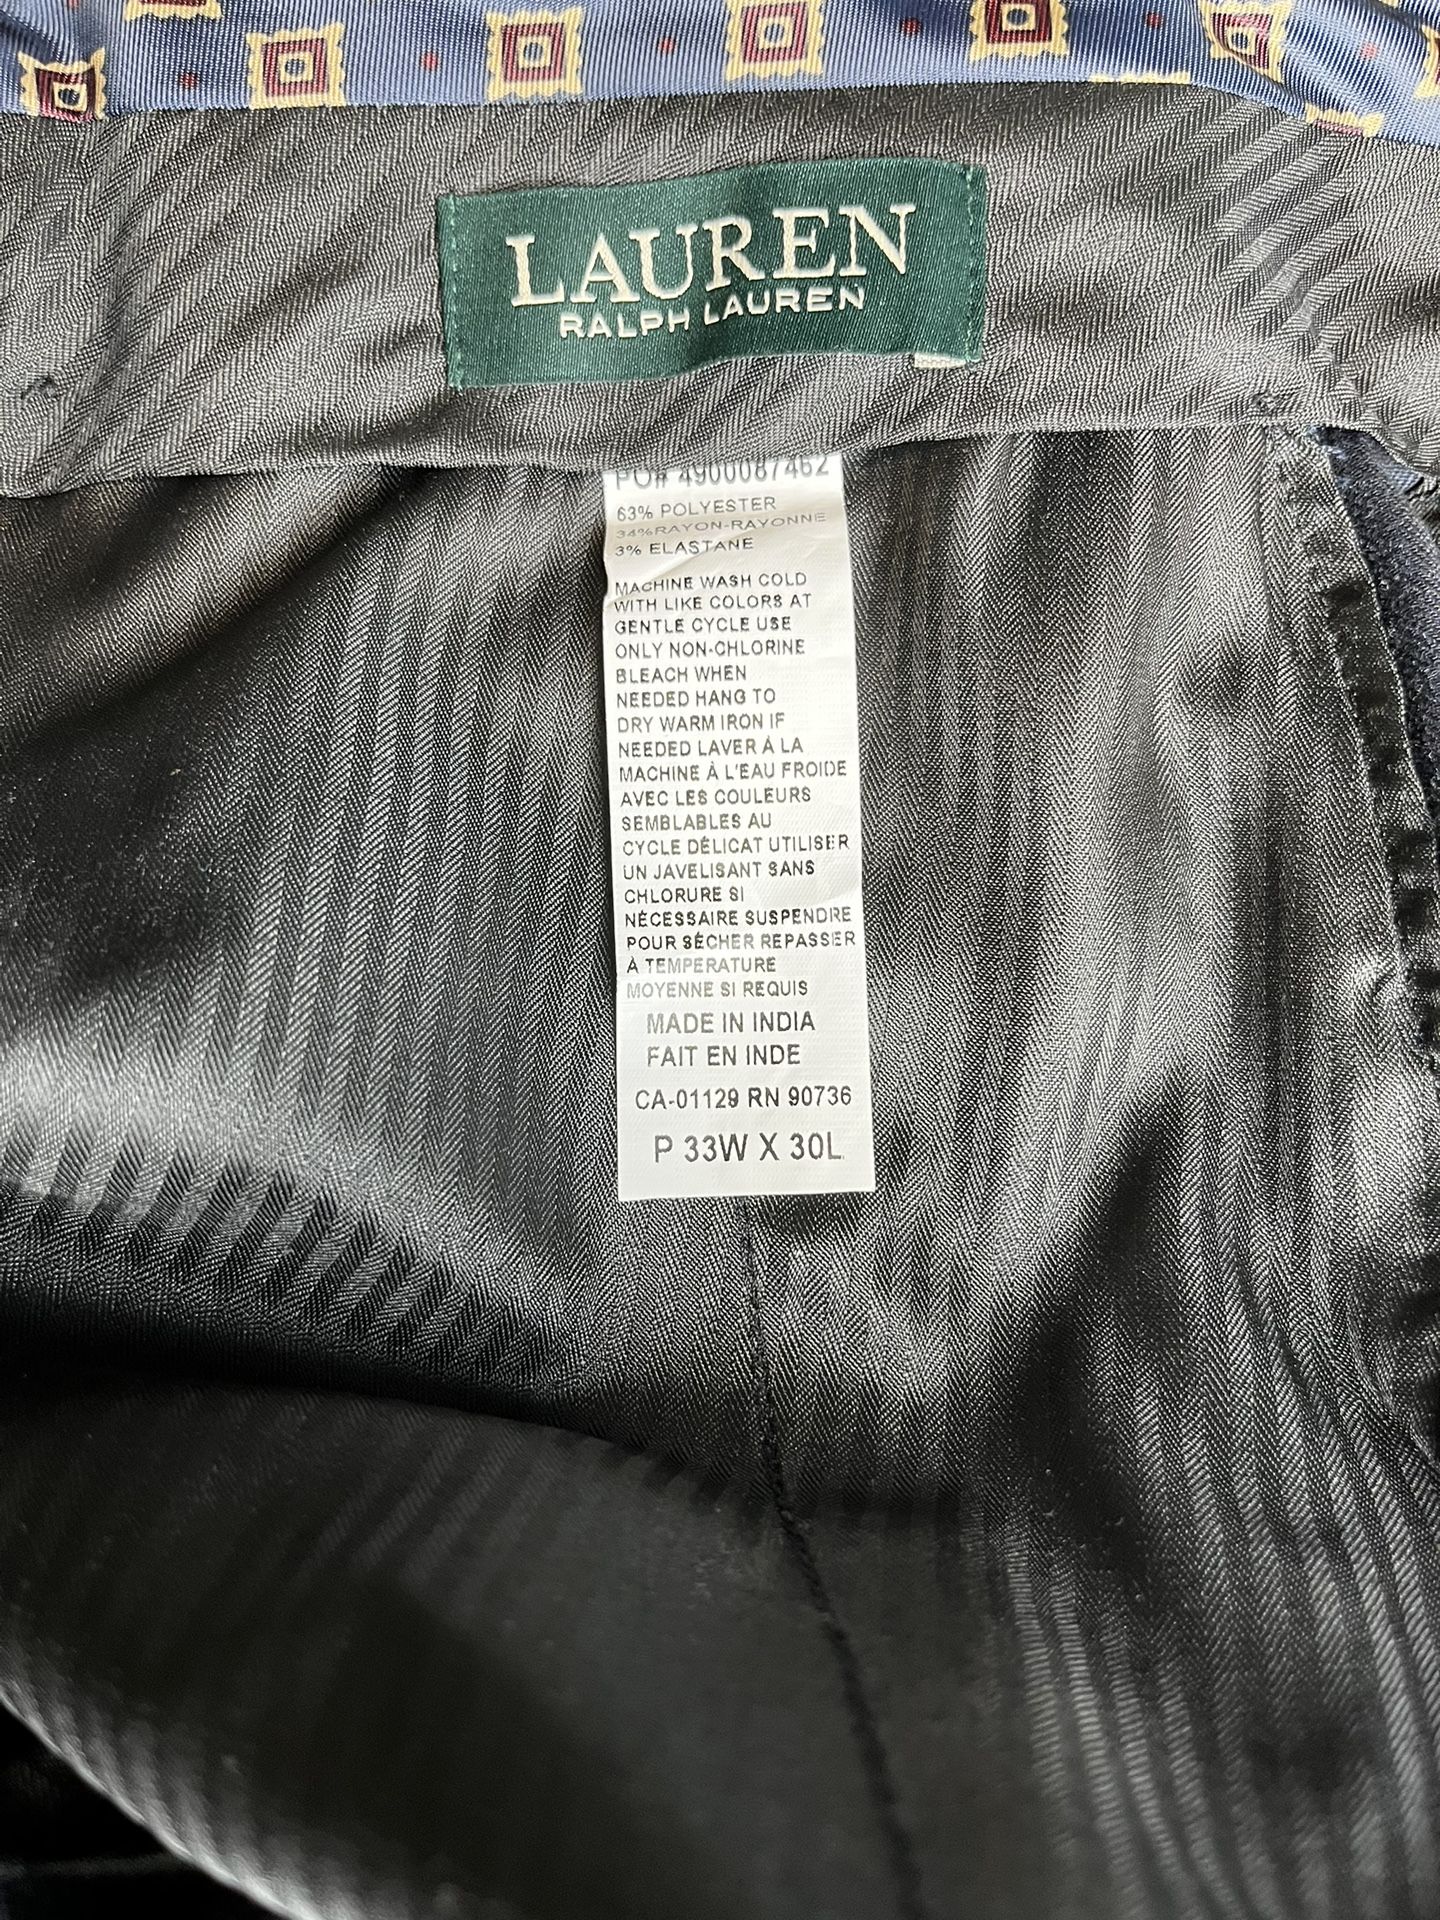 LAUREN
RALPH LAUREN
PO# 4900087462
63% POLYESTER
34%RAYON-RAYONNE
3% ELASTANE
MACHINE WASH COLD
WITH LIKE COLORS AT
GENTLE CYCLE USE
ONLY NON-CHLORINE
BLEACH WHEN
NEEDED HANG TO
DRY WARM IRON IF
NEEDED LAVER À LA
MACHINE À L'EAU FROIDE
AVEC LES COULEURS
SEMBLABLES AU
CYCLE DÉLICAT UTILISER
UN JAVELISANT SANS
CHLORURE SI
NÉCESSAIRE SUSPENDRE
POUR SÉCHER REPASSER
À TEMPERATURE
MOYENNE SI REQUIS
MADE IN INDIA
FAIT EN INDE
CA-01129 RN 90736
P 33W X 30L